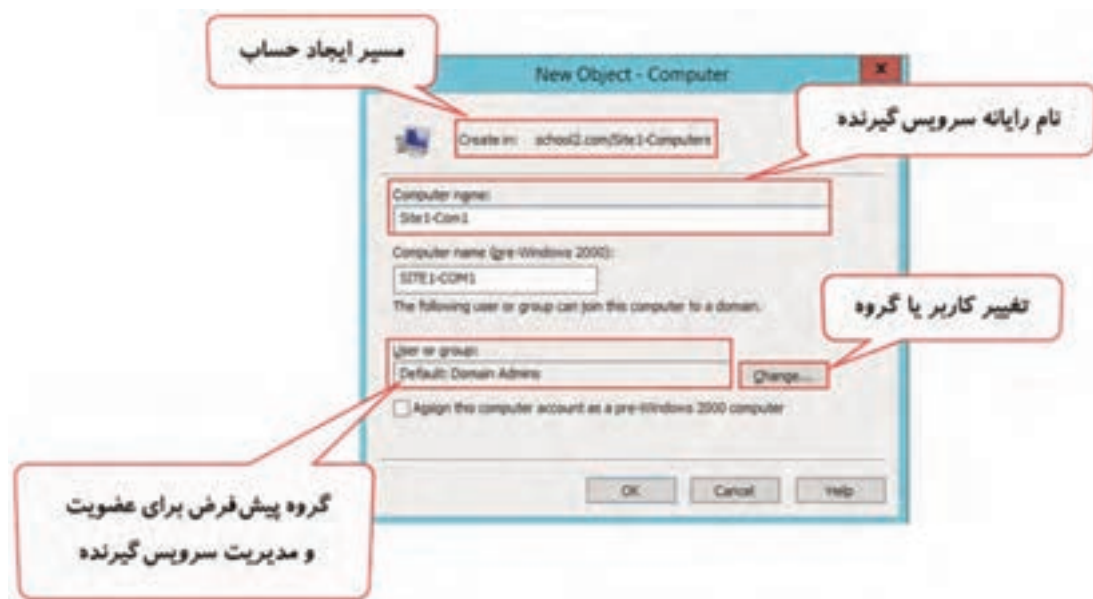 مسیر ایجاد حساب
New Object - Computer
x
نام رایانه سرویس‌گیرنده
Create in: school2.com/Site1-Computers
Computer name:
Site1-Com1
Computer name (pre-Windows 2000):
SITE1-COM1
The following user or group can join this computer to a domain.
تغییر کاربر یا گروه
User or group:
Default: Domain Admins
Change...
Assign this computer account as a pre-Windows 2000 computer
OK
Cancel
Help
گروه پیش‌فرض برای عضویت
و مدیریت سرویس‌گیرنده